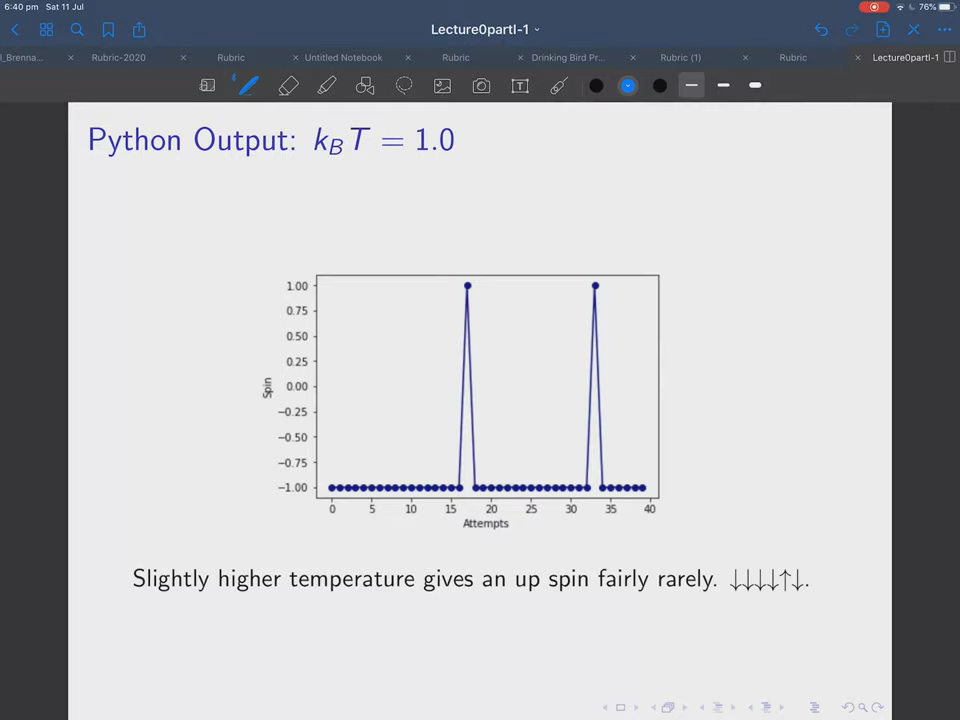 6:40 pm Sat 11 Jul
76%
Lecture0partI-1
I_Brenna...
Rubric-2020
Rubric
Untitled Notebook
Rubric
Drinking Bird Pr...
Rubric (1)
Rubric
Lecture0partI-1
Python Output: k_B T = 1.0
1.00
0.75
0.50
0.25
0.00
−0.25
−0.50
−0.75
−1.00
Spin
0 5 10 15 20 25 30 35 40
Attempts
Slightly higher temperature gives an up spin fairly rarely. ↓↓↓↓↑↓.